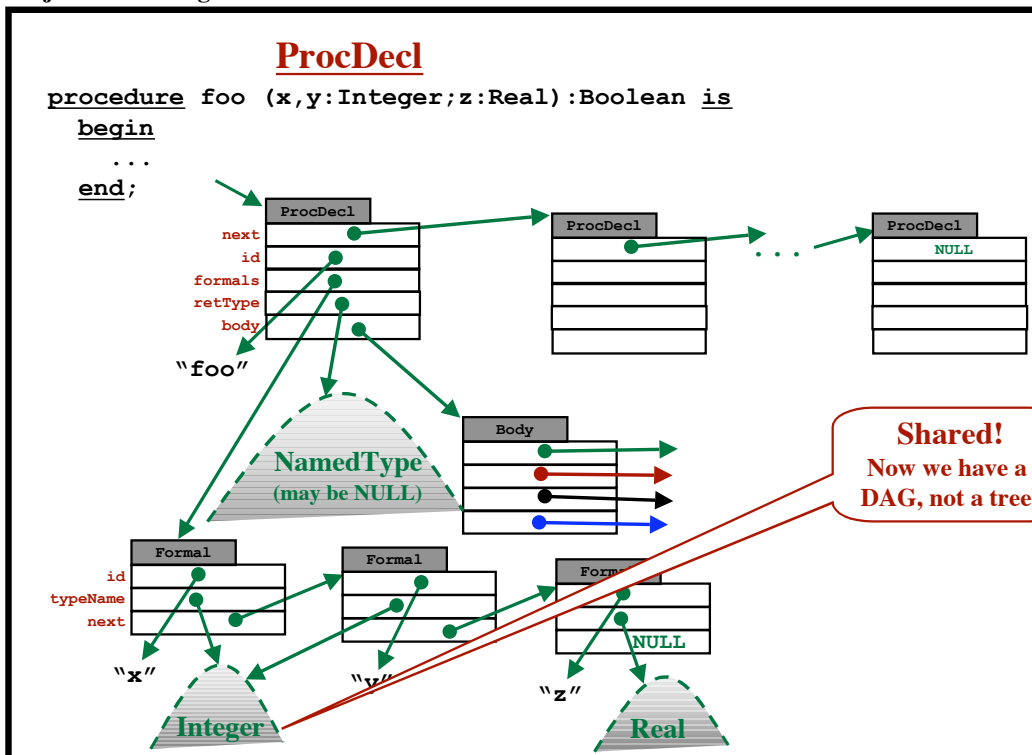 ProcDecl
procedure foo (x,y:Integer;z:Real):Boolean is
begin
...
end;
ProcDecl
ProcDecl
ProcDecl
next
id
formals
retType
body
NULL
. . .
“foo”
NamedType
(may be NULL)
Body
Shared!
Now we have a
DAG, not a tree
Formal
Formal
id
typeName
next
NULL
“x”
“y”
“z”
Integer
Real